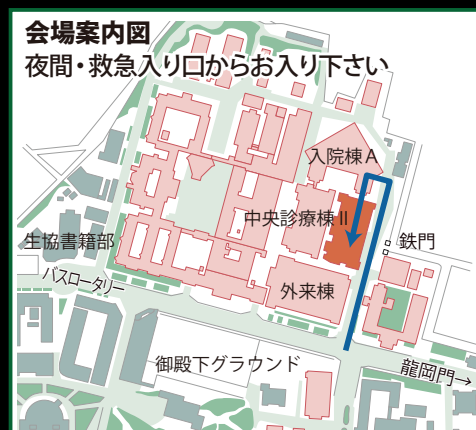 会場案内図
夜間・救急入り口からお入り下さい
入院棟A
中央診療棟Ⅱ
生協書籍部
鉄門
バスロータリー
外来棟
御殿下グラウンド
龍岡門→